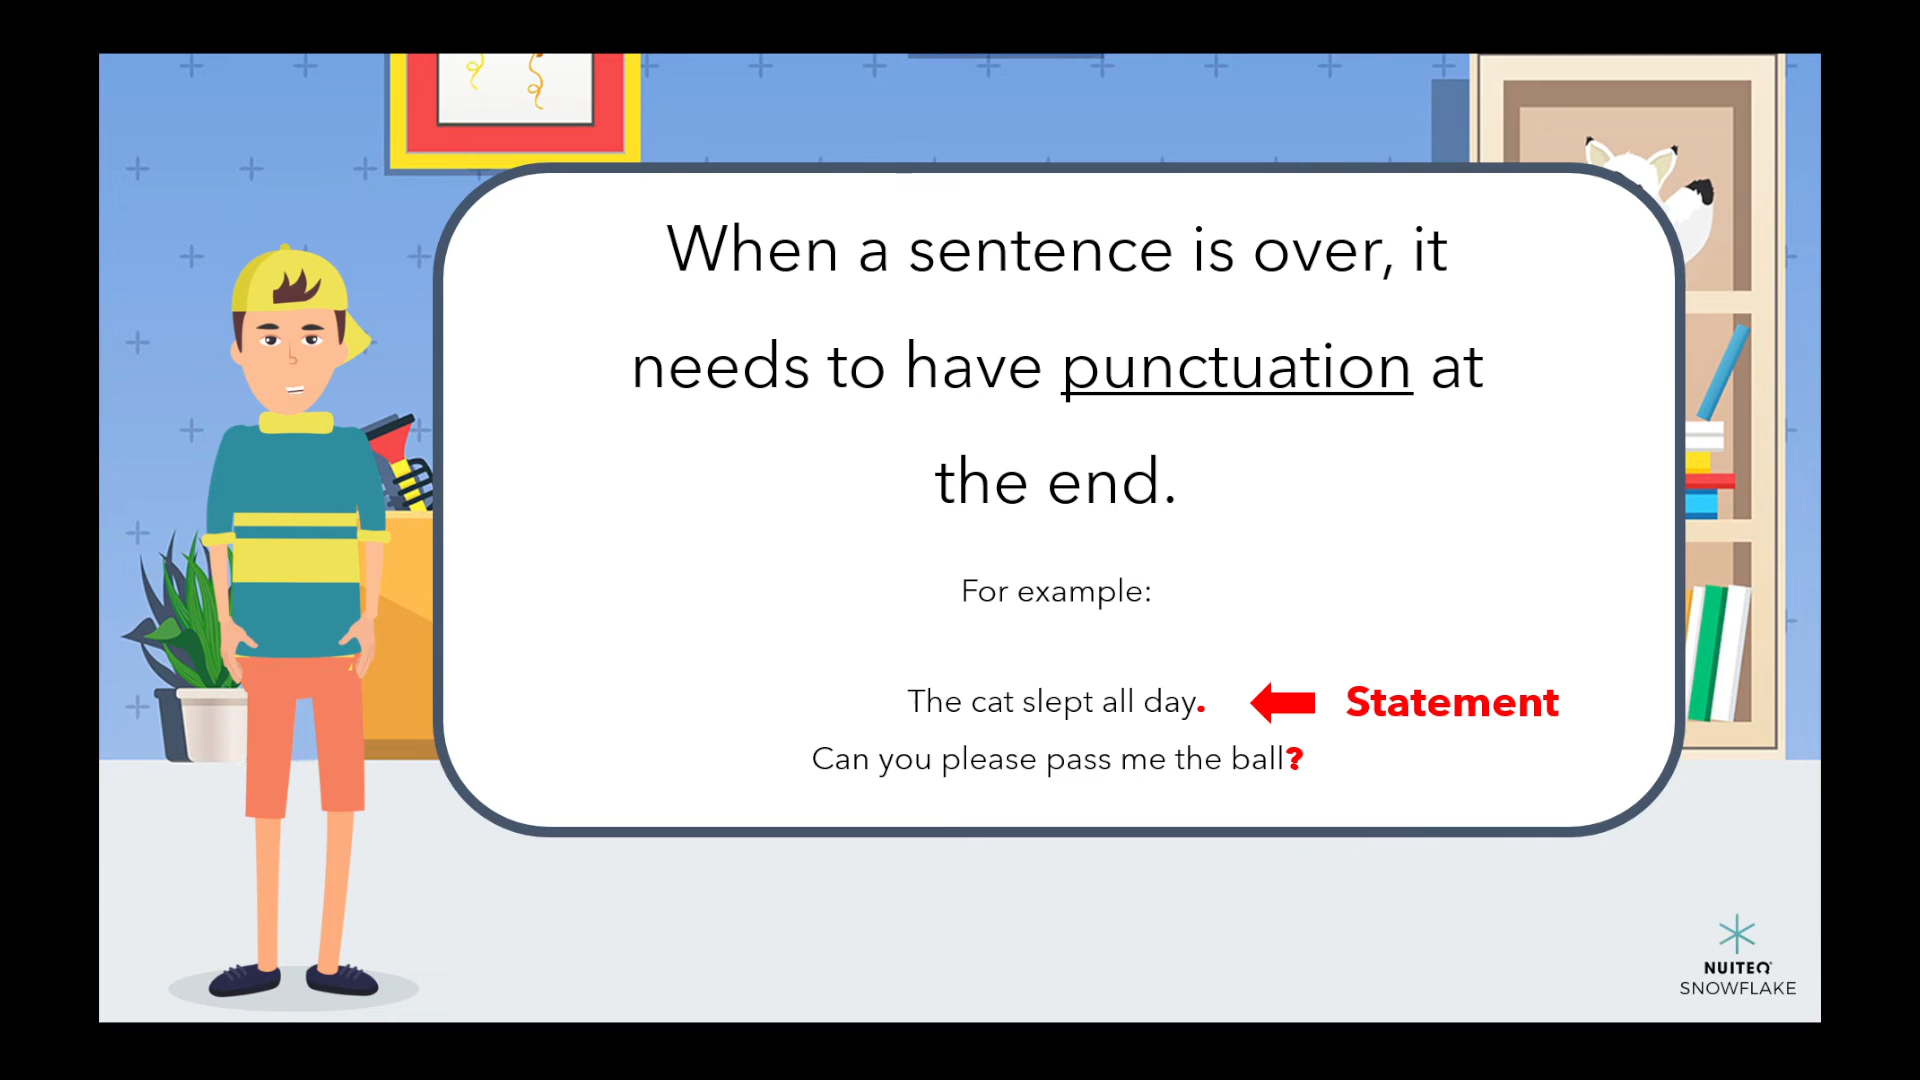 When a sentence is over, it
needs to have punctuation at
the end.
For example:
The cat slept all day. Statement
Can you please pass me the ball?
NUITEQ
SNOWFLAKE